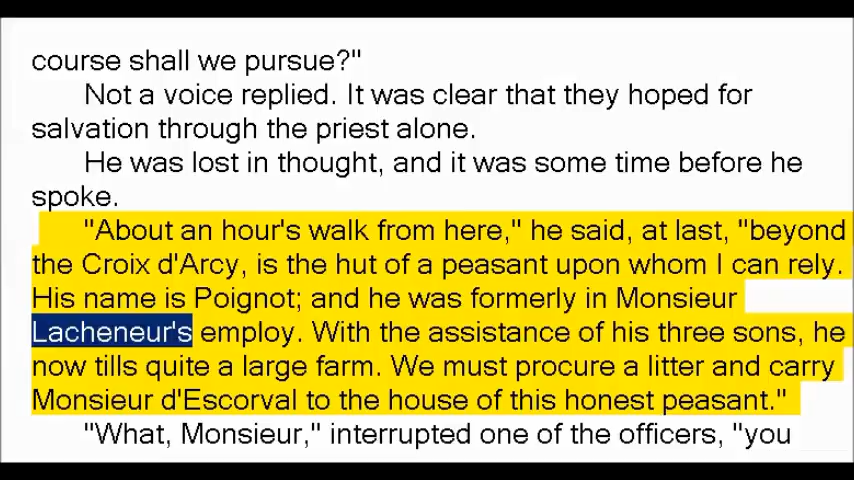 course shall we pursue?"
Not a voice replied. It was clear that they hoped for
salvation through the priest alone.
He was lost in thought, and it was some time before he
spoke.
"About an hour's walk from here," he said, at last, "beyond
the Croix d'Arcy, is the hut of a peasant upon whom I can rely.
His name is Poignot; and he was formerly in Monsieur
Lacheneur's employ. With the assistance of his three sons, he
now tills quite a large farm. We must procure a litter and carry
Monsieur d'Escorval to the house of this honest peasant."
"What, Monsieur," interrupted one of the officers, "you